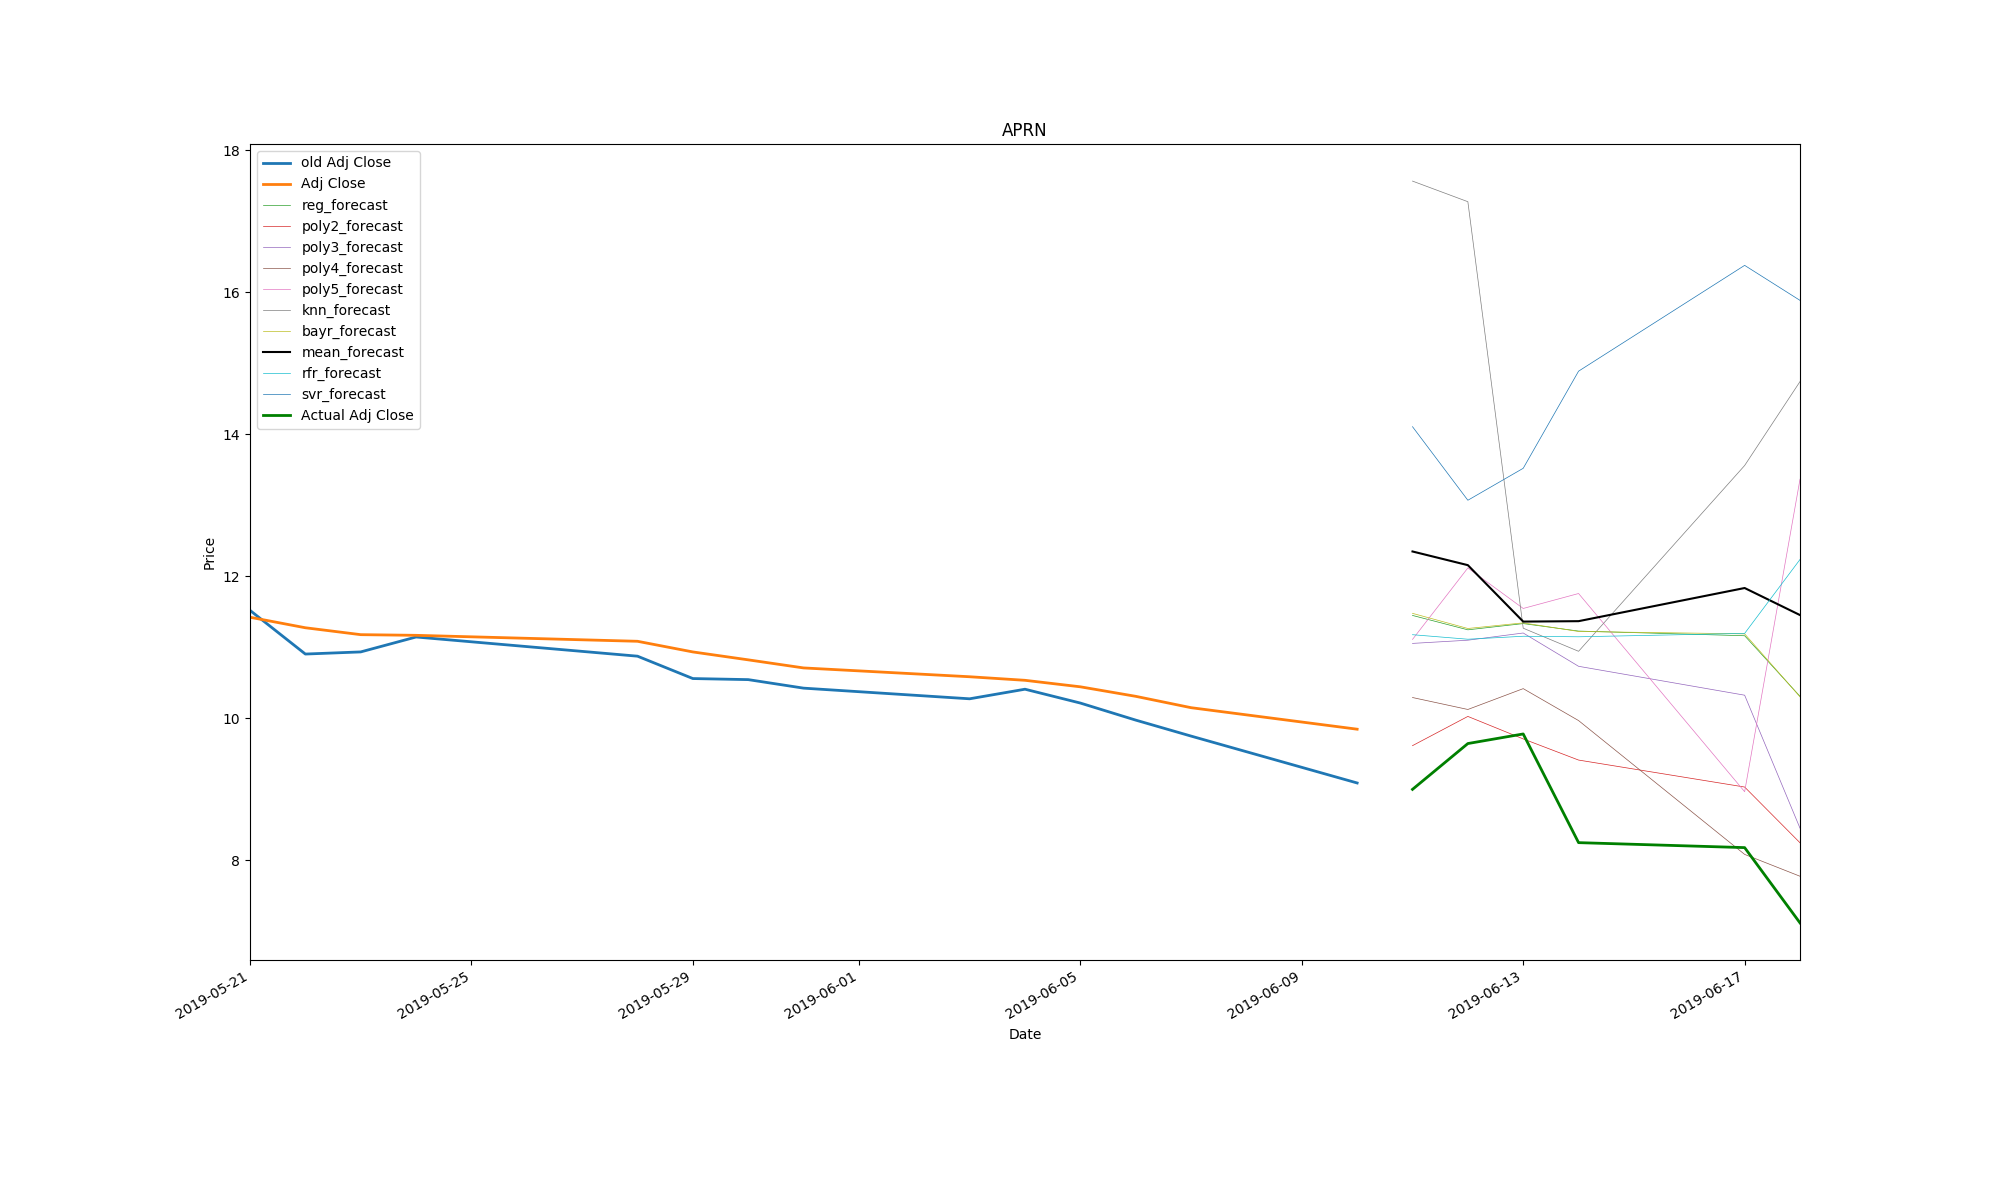 APRN
18
16
14
12
10
8
Price
old Adj Close
Adj Close
reg_forecast
poly2_forecast
poly3_forecast
poly4_forecast
poly5_forecast
knn_forecast
bayr_forecast
mean_forecast
rfr_forecast
svr_forecast
Actual Adj Close
2019-05-21
2019-05-25
2019-05-29
2019-06-01
2019-06-05
2019-06-09
2019-06-13
2019-06-17
Date